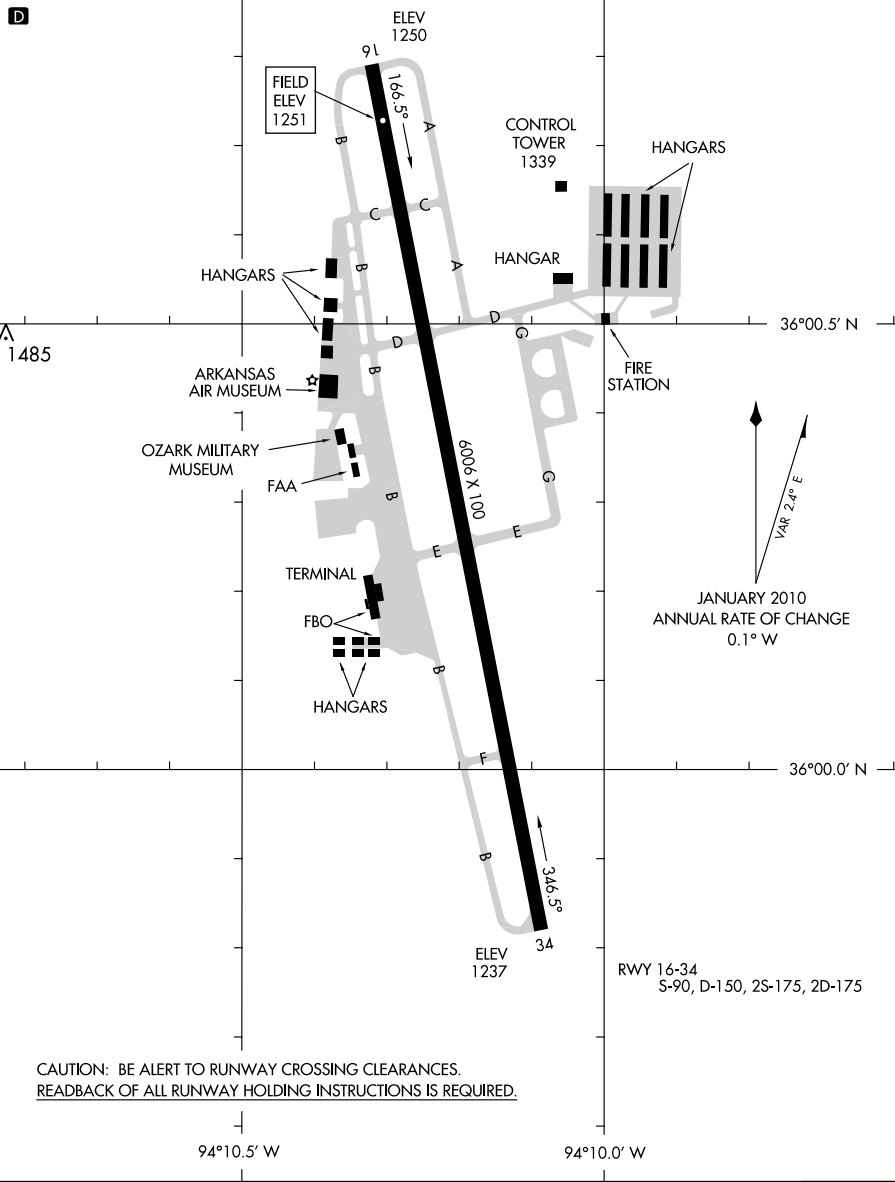 D
ELEV
1250
16
FIELD
ELEV
1251
166.5°
A
B
CONTROL
TOWER
1339
HANGARS
C
C
B
A
HANGAR
HANGARS
D
G
36°00.5' N
1485
D
FIRE
STATION
B
ARKANSAS
AIR MUSEUM
OZARK MILITARY
MUSEUM
FAA
6006 X 100
G
B
VAR 2.4° E
E
E
TERMINAL
JANUARY 2010
ANNUAL RATE OF CHANGE
0.1° W
FBO
B
HANGARS
F
36°00.0' N
B
346.5°
34
ELEV
1237
RWY 16-34
S-90, D-150, 2S-175, 2D-175
CAUTION: BE ALERT TO RUNWAY CROSSING CLEARANCES.
READBACK OF ALL RUNWAY HOLDING INSTRUCTIONS IS REQUIRED.
94°10.5' W
94°10.0' W